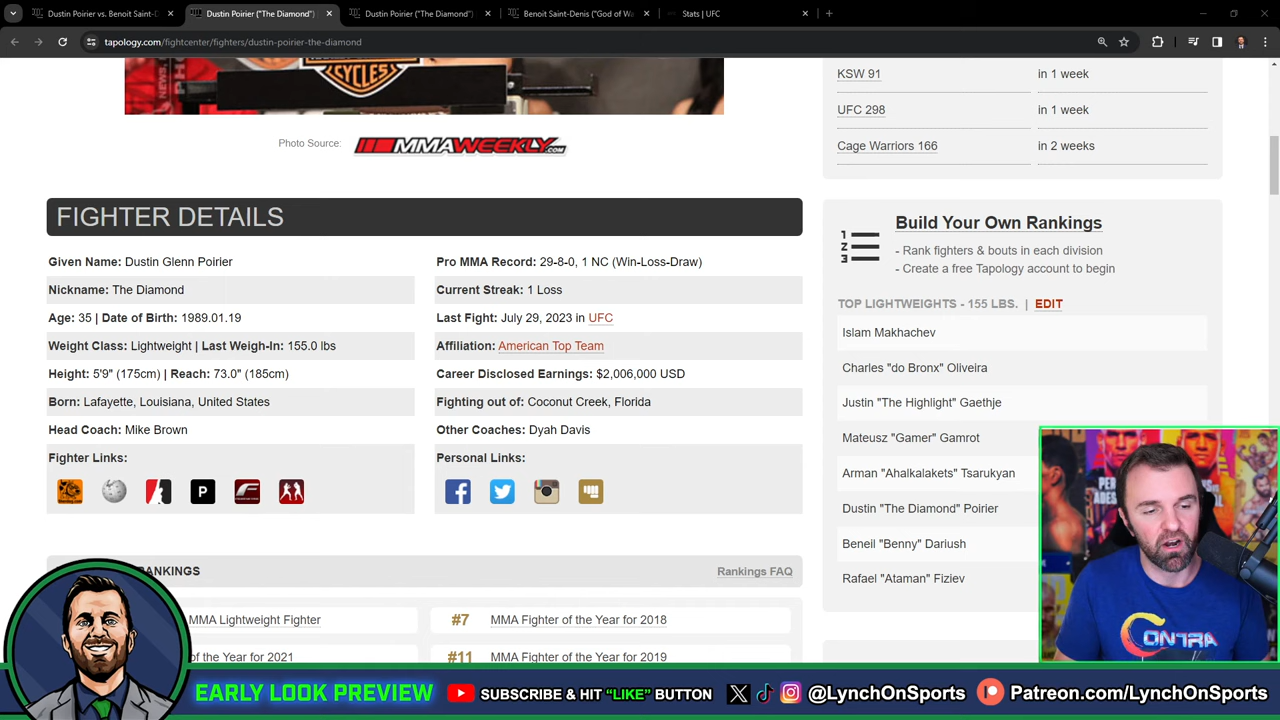 Dustin Poirier vs. Benoit Saint-D
Dustin Poirier ("The Diamond")
Dustin Poirier ("The Diamond")
Benoit Saint-Denis ("God of Wa
Stats | UFC
tapology.com/fightcenter/fighters/dustin-poirier-the-diamond
CYCLES
Photo Source:
MMAWEEKLY.COM
KSW 91
in 1 week
UFC 298
in 1 week
Cage Warriors 166
in 2 weeks
FIGHTER DETAILS
Given Name: Dustin Glenn Poirier
Pro MMA Record: 29-8-0, 1 NC (Win-Loss-Draw)
Nickname: The Diamond
Current Streak: 1 Loss
Age: 35 | Date of Birth: 1989.01.19
Last Fight: July 29, 2023 in UFC
Weight Class: Lightweight | Last Weigh-In: 155.0 lbs
Affiliation: American Top Team
Height: 5'9" (175cm) | Reach: 73.0" (185cm)
Career Disclosed Earnings: $2,006,000 USD
Born: Lafayette, Louisiana, United States
Fighting out of: Coconut Creek, Florida
Head Coach: Mike Brown
Other Coaches: Dyah Davis
Fighter Links:
Personal Links:
1
2
3
Build Your Own Rankings
- Rank fighters & bouts in each division
- Create a free Tapology account to begin
TOP LIGHTWEIGHTS - 155 LBS. | EDIT
Islam Makhachev
Charles "do Bronx" Oliveira
Justin "The Highlight" Gaethje
Mateusz "Gamer" Gamrot
Arman "Ahalkalakets" Tsarukyan
Dustin "The Diamond" Poirier
Beneil "Benny" Dariush
Rafael "Ataman" Fiziev
RANKINGS
Rankings FAQ
MMA Lightweight Fighter
#7 MMA Fighter of the Year for 2018
of the Year for 2021
#11 MMA Fighter of the Year for 2019
CONTRA
EARLY LOOK PREVIEW
SUBSCRIBE & HIT "LIKE" BUTTON
@LynchOnSports
Patreon.com/LynchOnSports